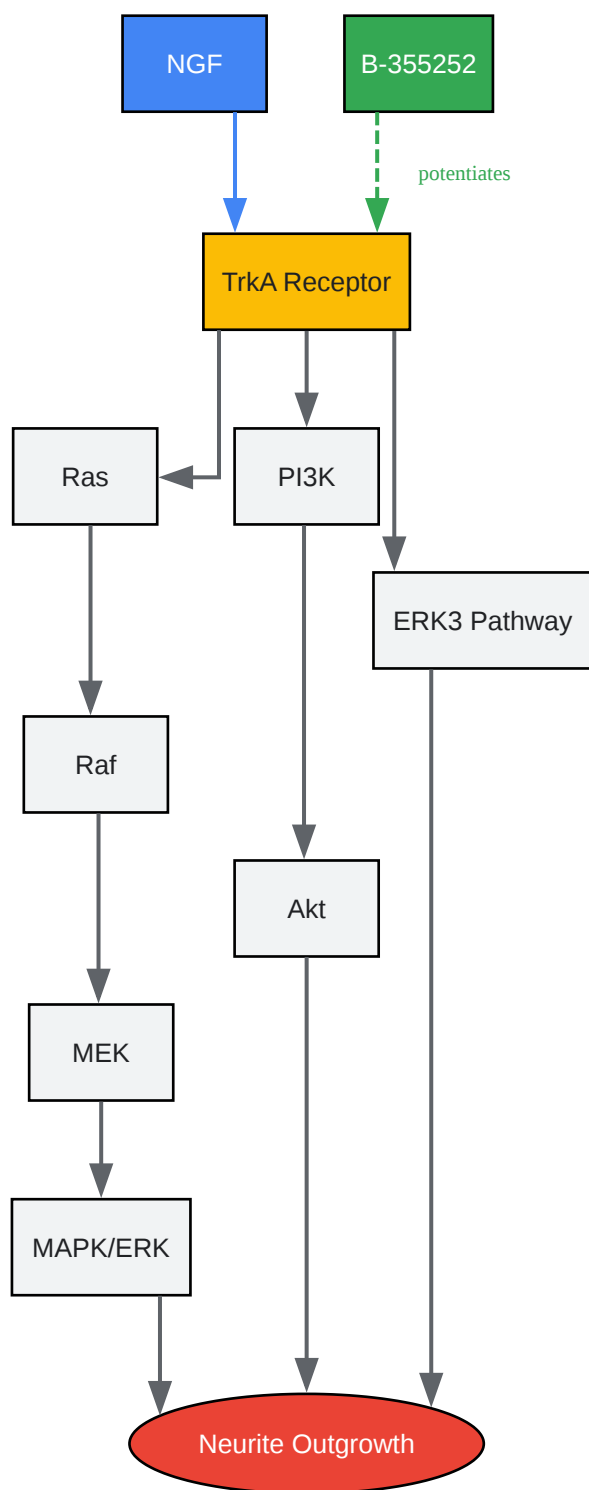 NGF
B-355252
potentiates
TrkA Receptor
Ras
PI3K
ERK3 Pathway
Raf
Akt
MEK
MAPK/ERK
Neurite Outgrowth